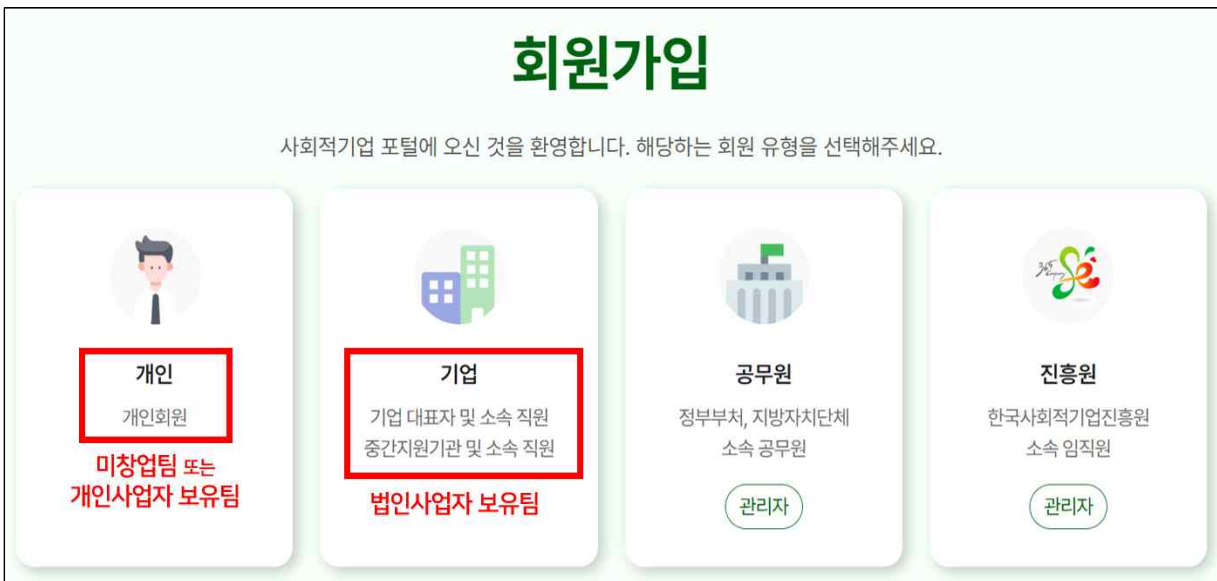 회원가입
사회적기업 포털에 오신 것을 환영합니다. 해당하는 회원 유형을 선택해주세요.
개인
개인회원
미창업팀 또는
개인사업자 보유팀
기업
기업 대표자 및 소속 직원
중간지원기관 및 소속 직원
법인사업자 보유팀
공무원
정부부처, 지방자치단체
소속 공무원
관리자
진흥원
한국사회적기업진흥원
소속 임직원
관리자